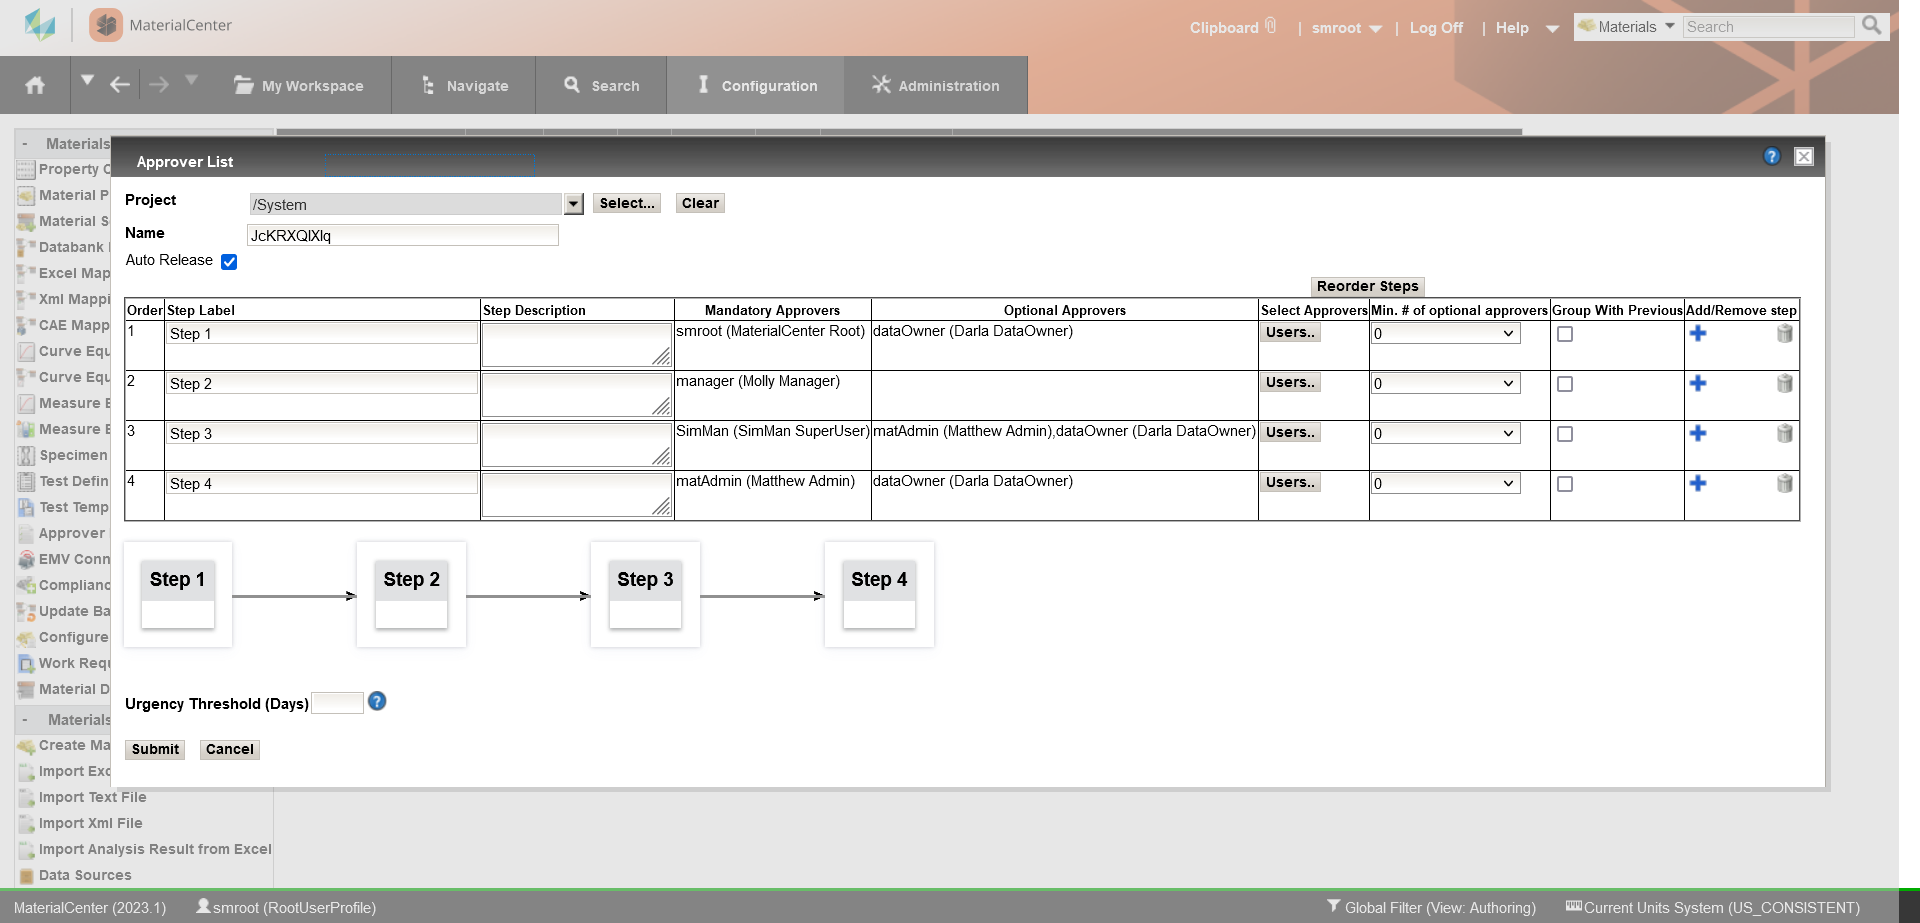 MaterialCenter
Clipboard | smroot | Log Off | Help
Materials Search
My Workspace Navigate Search Configuration Administration
- Materials
Property C
Material P
Material S
Databank
Excel Map
Xml Mappi
CAE Mapp
Curve Equ
Curve Equ
Measure E
Measure E
Specimen
Test Defin
Test Temp
Approver
EMV Conn
Complianc
Update Ba
Configure
Work Requ
Material D
- Materials
Create Ma
Import Exc
Import Text File
Import Xml File
Import Analysis Result from Excel
Data Sources
Approver List
Project /System Select... Clear
Name JcKRXQlXlq
Auto Release
Reorder Steps
Order Step Label Step Description Mandatory Approvers Optional Approvers Select Approvers Min. # of optional approvers Group With Previous Add/Remove step
1 Step 1 smroot (MaterialCenter Root) dataOwner (Darla DataOwner) Users.. 0
2 Step 2 manager (Molly Manager) Users.. 0
3 Step 3 SimMan (SimMan SuperUser) matAdmin (Matthew Admin),dataOwner (Darla DataOwner) Users.. 0
4 Step 4 matAdmin (Matthew Admin) dataOwner (Darla DataOwner) Users.. 0
Step 1 Step 2 Step 3 Step 4
Urgency Threshold (Days)
Submit Cancel
MaterialCenter (2023.1) smroot (RootUserProfile) Global Filter (View: Authoring) Current Units System (US_CONSISTENT)